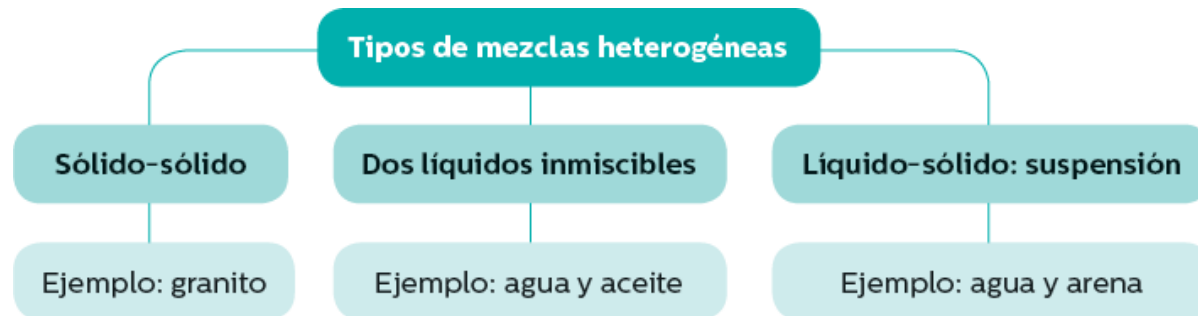 Tipos de mezclas heterogéneas
Sólido-sólido
Dos líquidos inmiscibles
Líquido-sólido: suspensión
Ejemplo: granito
Ejemplo: agua y aceite
Ejemplo: agua y arena